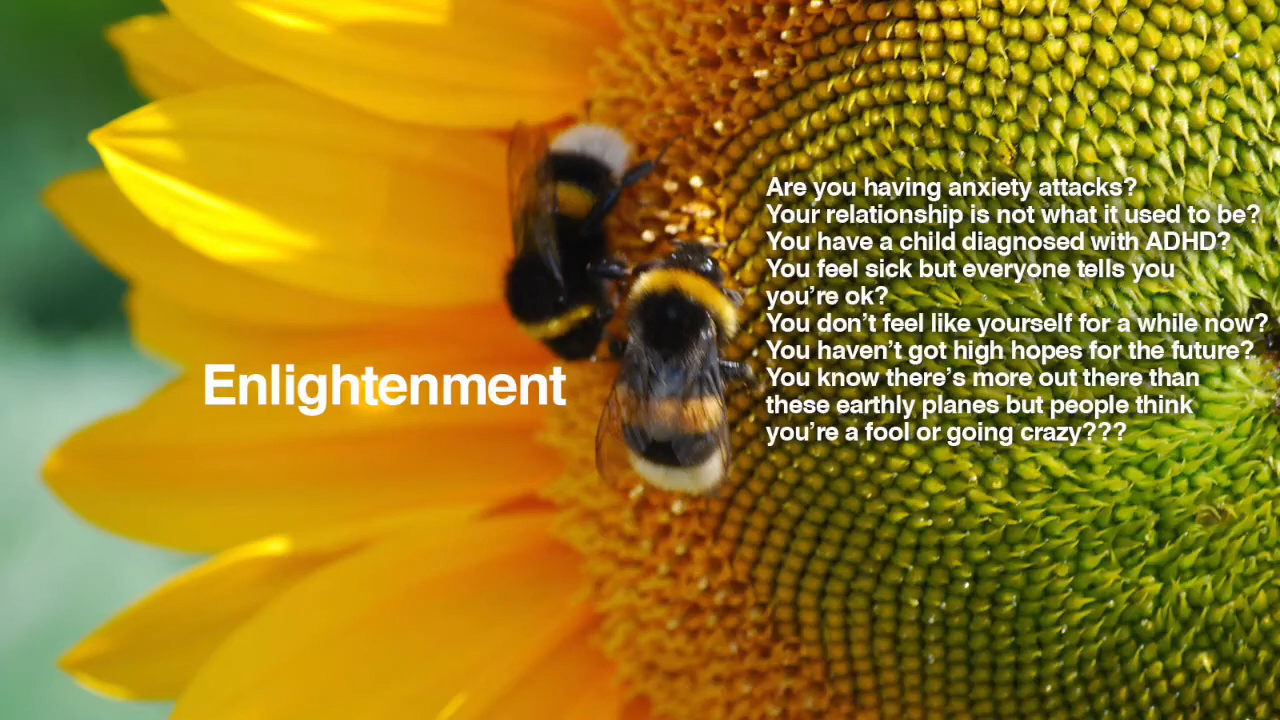 Enlightenment
Are you having anxiety attacks?
Your relationship is not what it used to be?
You have a child diagnosed with ADHD?
You feel sick but everyone tells you
you’re ok?
You don’t feel like yourself for a while now?
You haven’t got high hopes for the future?
You know there’s more out there than
these earthly planes but people think
you’re a fool or going crazy???